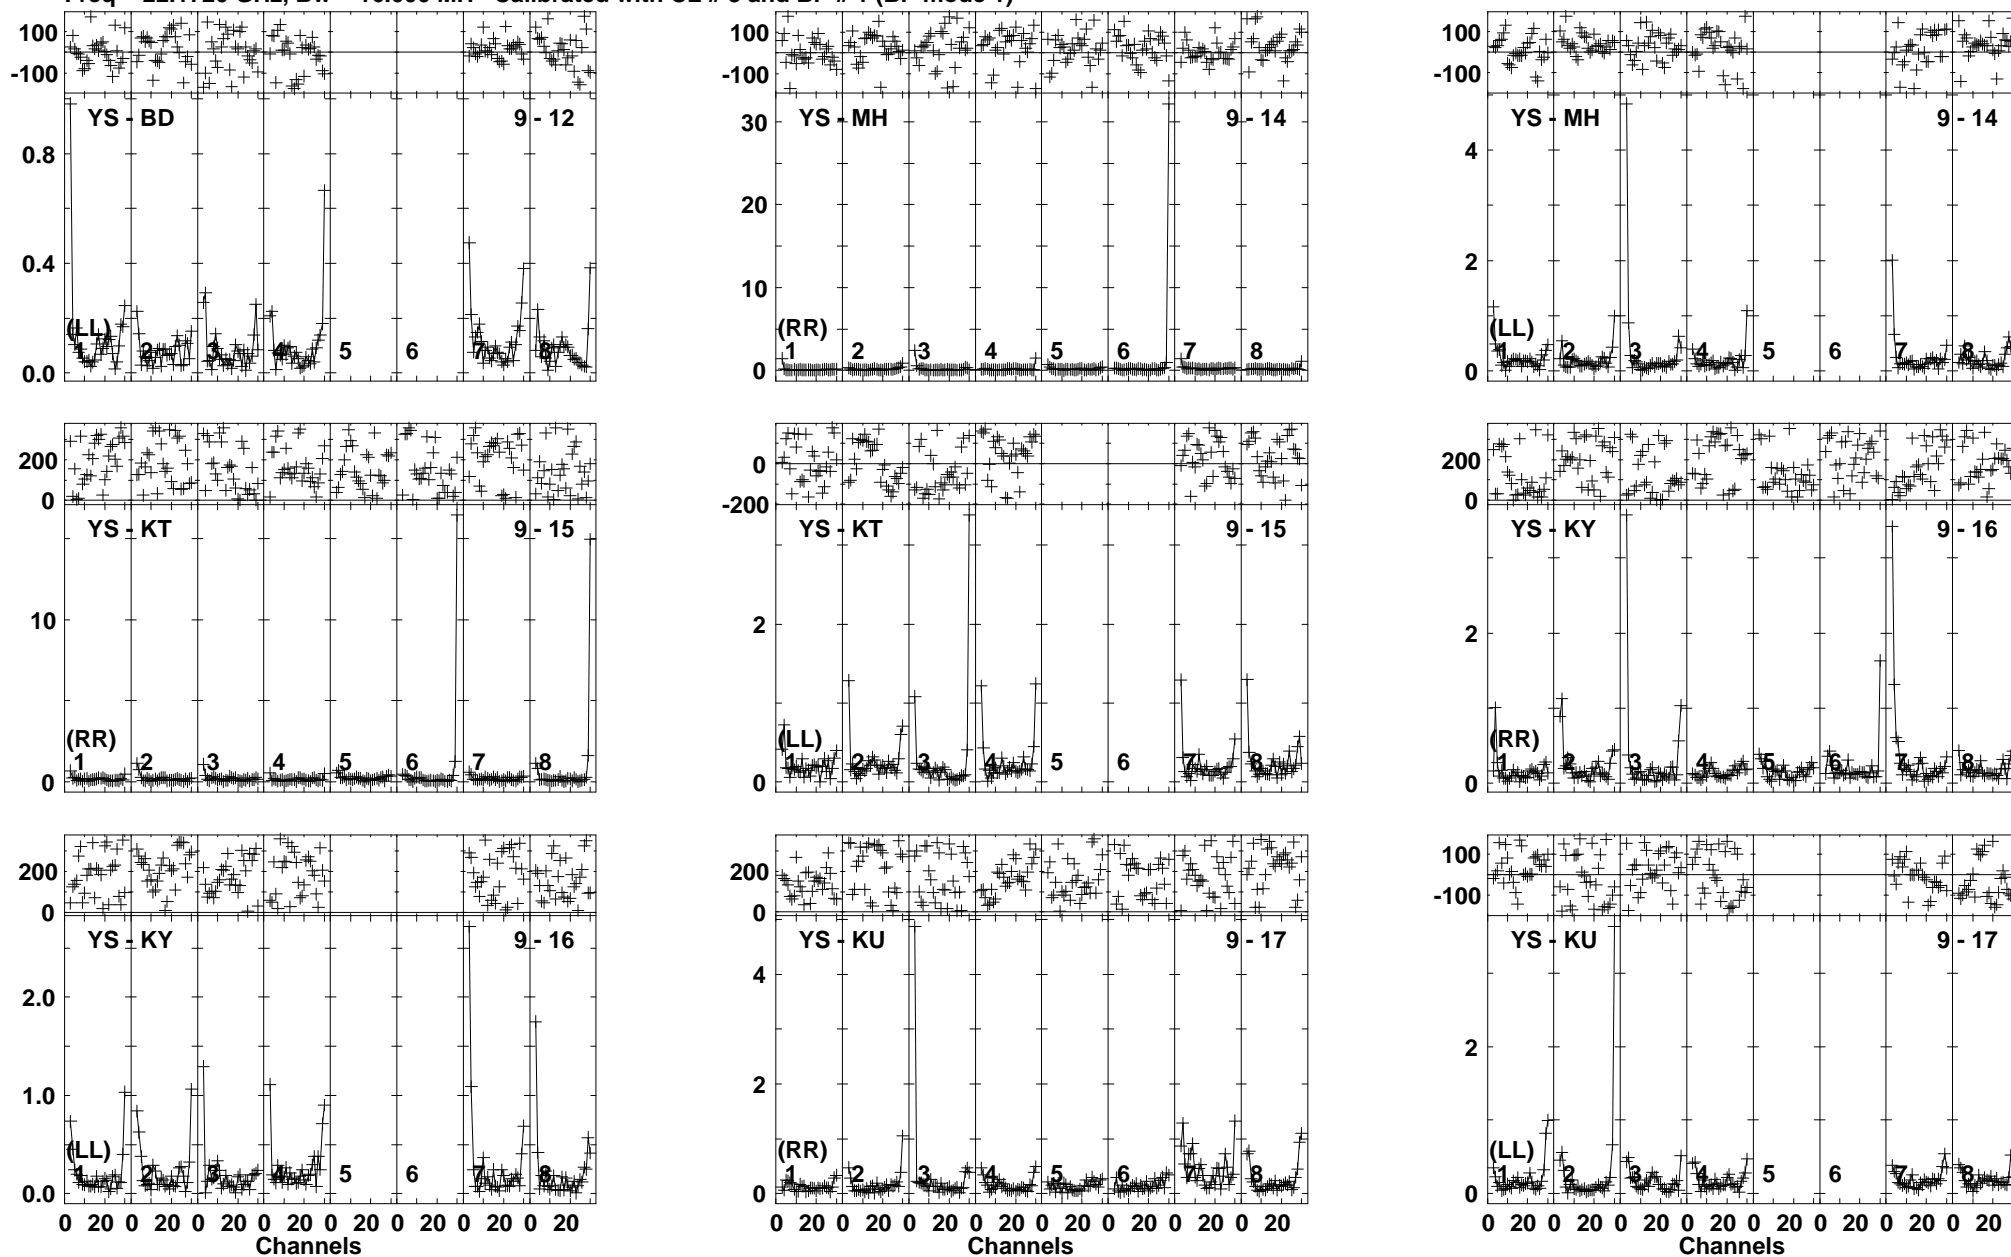 100 100 100
-100 -100 -100
YS - BD 9 - 12 YS - MH 9 - 14 YS - MH 9 - 14
0.8 30 4
20
0.4 10 2
(LL) (RR) (LL)
1 2 3 4 5 6 7 8 1 2 3 4 5 6 7 8 1 2 3 4 5 6 7 8
0.0 0 0
200 0 200
0 -200 0
YS - KT 9 - 15 YS - KT 9 - 15 YS - KY 9 - 16
10 2 2
(RR) (LL) (RR)
1 2 3 4 5 6 7 8 1 2 3 4 5 6 7 8 1 2 3 4 5 6 7 8
0 0 0
200 200 100
0 0 -100
YS - KY 9 - 16 YS - KU 9 - 17 YS - KU 9 - 17
2.0 4 2
1.0 2
(LL) (RR) (LL)
1 2 3 4 5 6 7 8 1 2 3 4 5 6 7 8 1 2 3 4 5 6 7 8
0.0 0 0
0 20 0 20 0 20 0 20 0 20 0 20 0 20 0 20 0 20 0 20 0 20 0 20 0 20 0 20 0 20 0 20 0 20 0 20 0 20 0 20 0 20 0 20 0 20 0 20
Channels Channels Channels